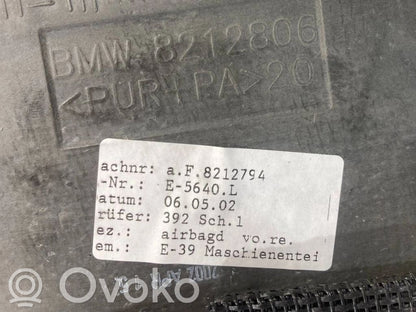 BMW 8212806
>PUR+PA>20
achnr: a.F.8212794
-Nr.: E-5640.L
atum: 06.05.02
rüfer: 392 Sch.l
ez.: airbagd vo.re.
em.: E-39 Maschienentei
OVOKO